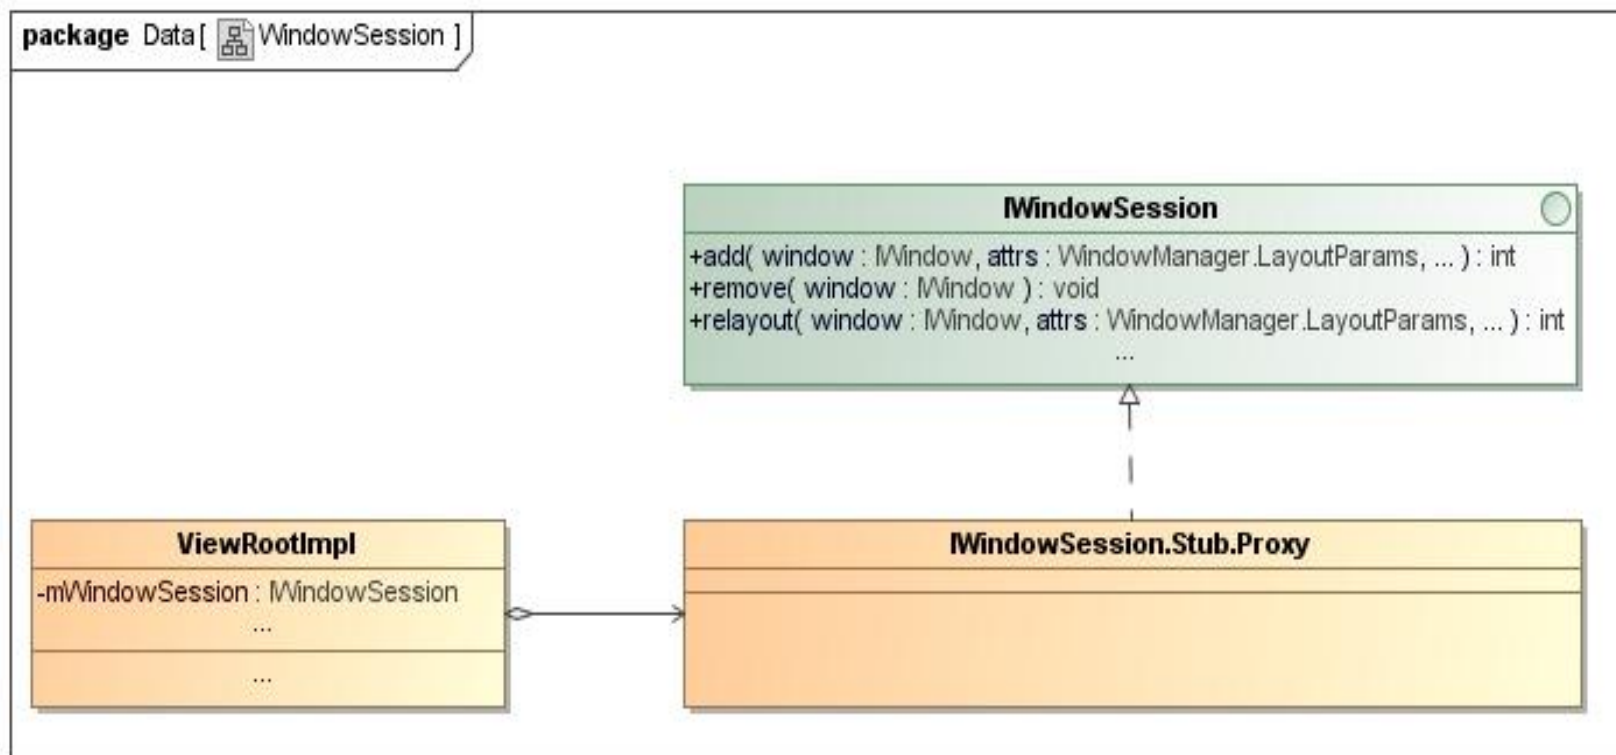 package Data[ WindowSession ]
IWindowSession
+add( window : IWindow, attrs : WindowManager.LayoutParams, ... ) : int
+remove( window : IWindow ) : void
+relayout( window : IWindow, attrs : WindowManager.LayoutParams, ... ) : int
...
ViewRootImpl
-mWindowSession : IWindowSession
...
...
IWindowSession.Stub.Proxy